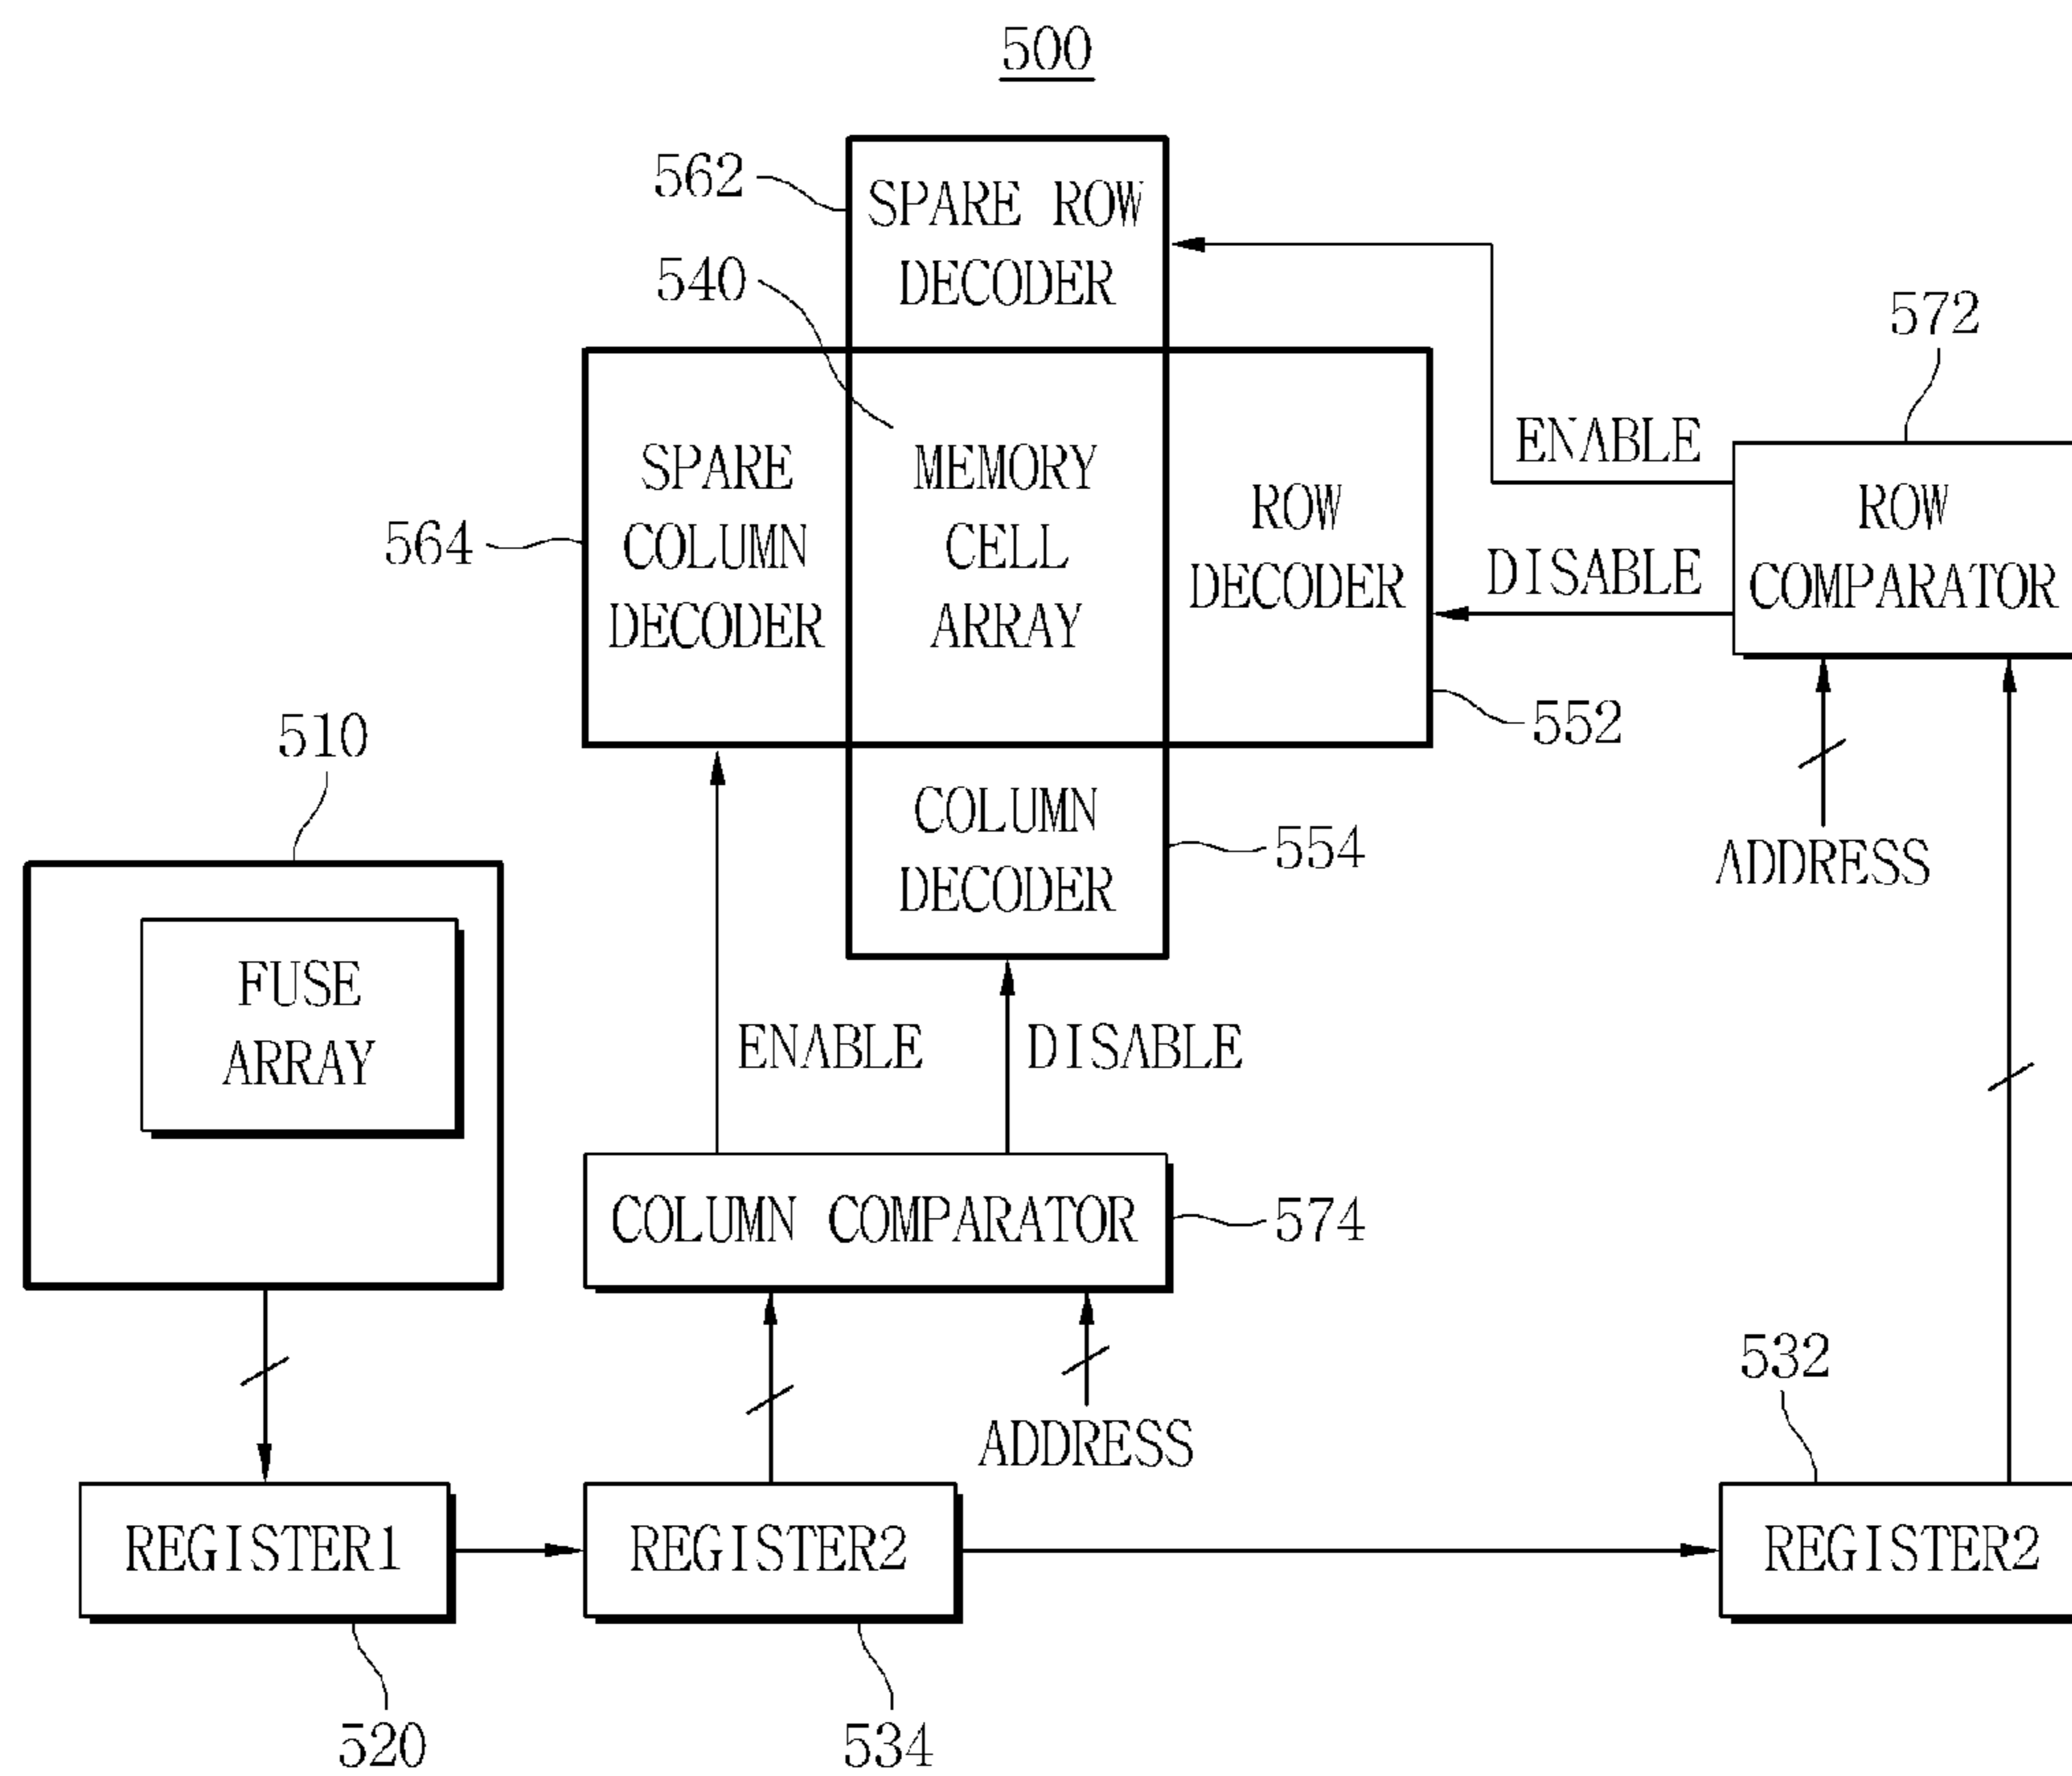 500
562
SPARE ROW
DECODER
540
572
SPARE
COLUMN
DECODER
564
MEMORY
CELL
ARRAY
ROW
DECODER
ENABLE
DISABLE
ROW
COMPARATOR
552
510
COLUMN
DECODER
554
ADDRESS
FUSE
ARRAY
ENABLE
DISABLE
COLUMN COMPARATOR
574
532
ADDRESS
REGISTER1
REGISTER2
REGISTER2
520
534